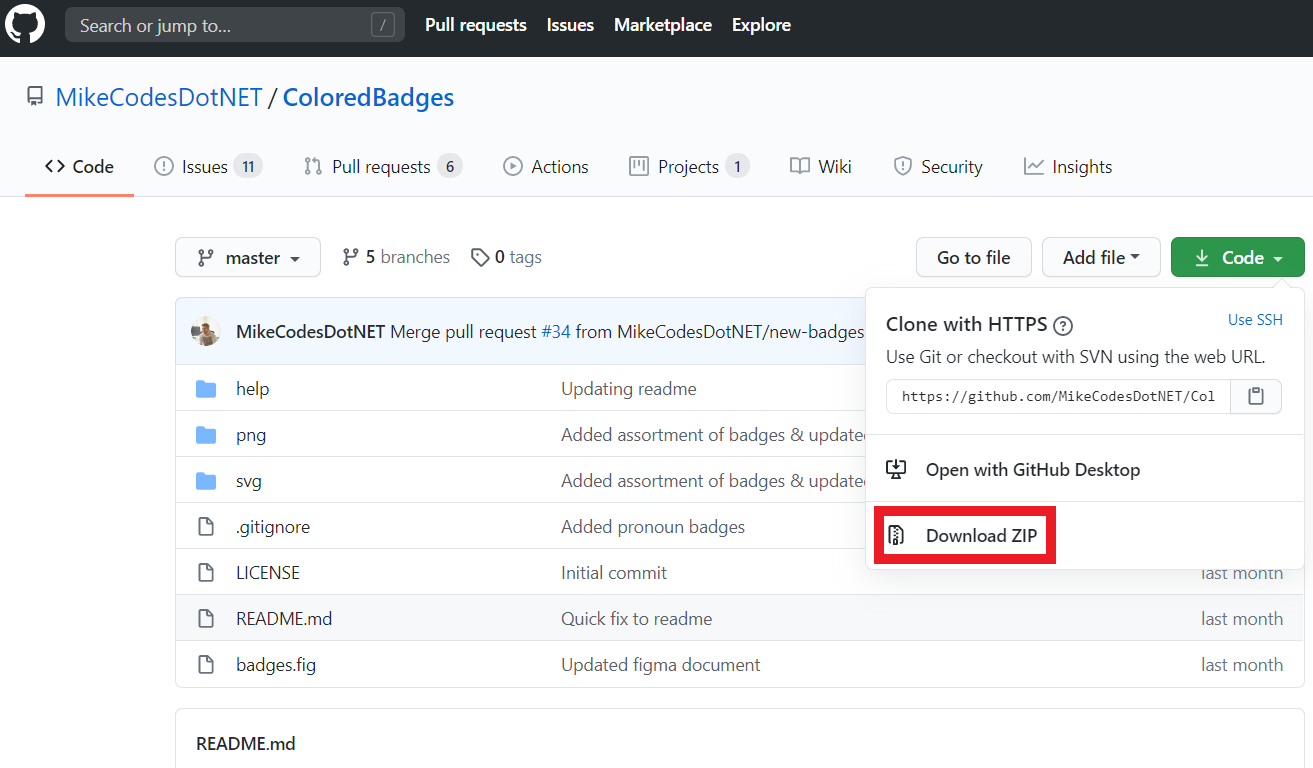 Search or jump to... /
Pull requests Issues Marketplace Explore
MikeCodesDotNET / ColoredBadges
Code Issues 11 Pull requests 6 Actions Projects 1 Wiki Security Insights
master 5 branches 0 tags Go to file Add file Code
MikeCodesDotNET Merge pull request #34 from MikeCodesDotNET/new-badges
Clone with HTTPS ? Use SSH
Use Git or checkout with SVN using the web URL.
https://github.com/MikeCodesDotNET/Col
Open with GitHub Desktop
Download ZIP
help Updating readme
png Added assortment of badges & update
svg Added assortment of badges & update
.gitignore Added pronoun badges
LICENSE Initial commit last month
README.md Quick fix to readme last month
badges.fig Updated figma document last month
README.md